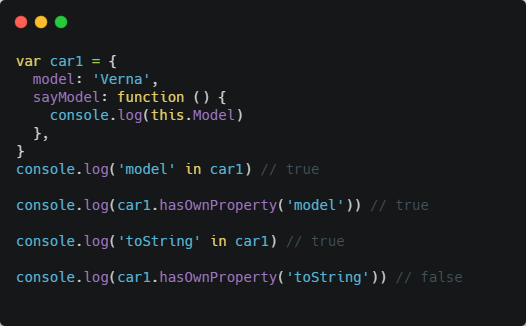 var car1 = {
  model: 'Verna',
  sayModel: function () {
    console.log(this.Model)
  },
}
console.log('model' in car1) // true
console.log(car1.hasOwnProperty('model')) // true
console.log('toString' in car1) // true
console.log(car1.hasOwnProperty('toString')) // false